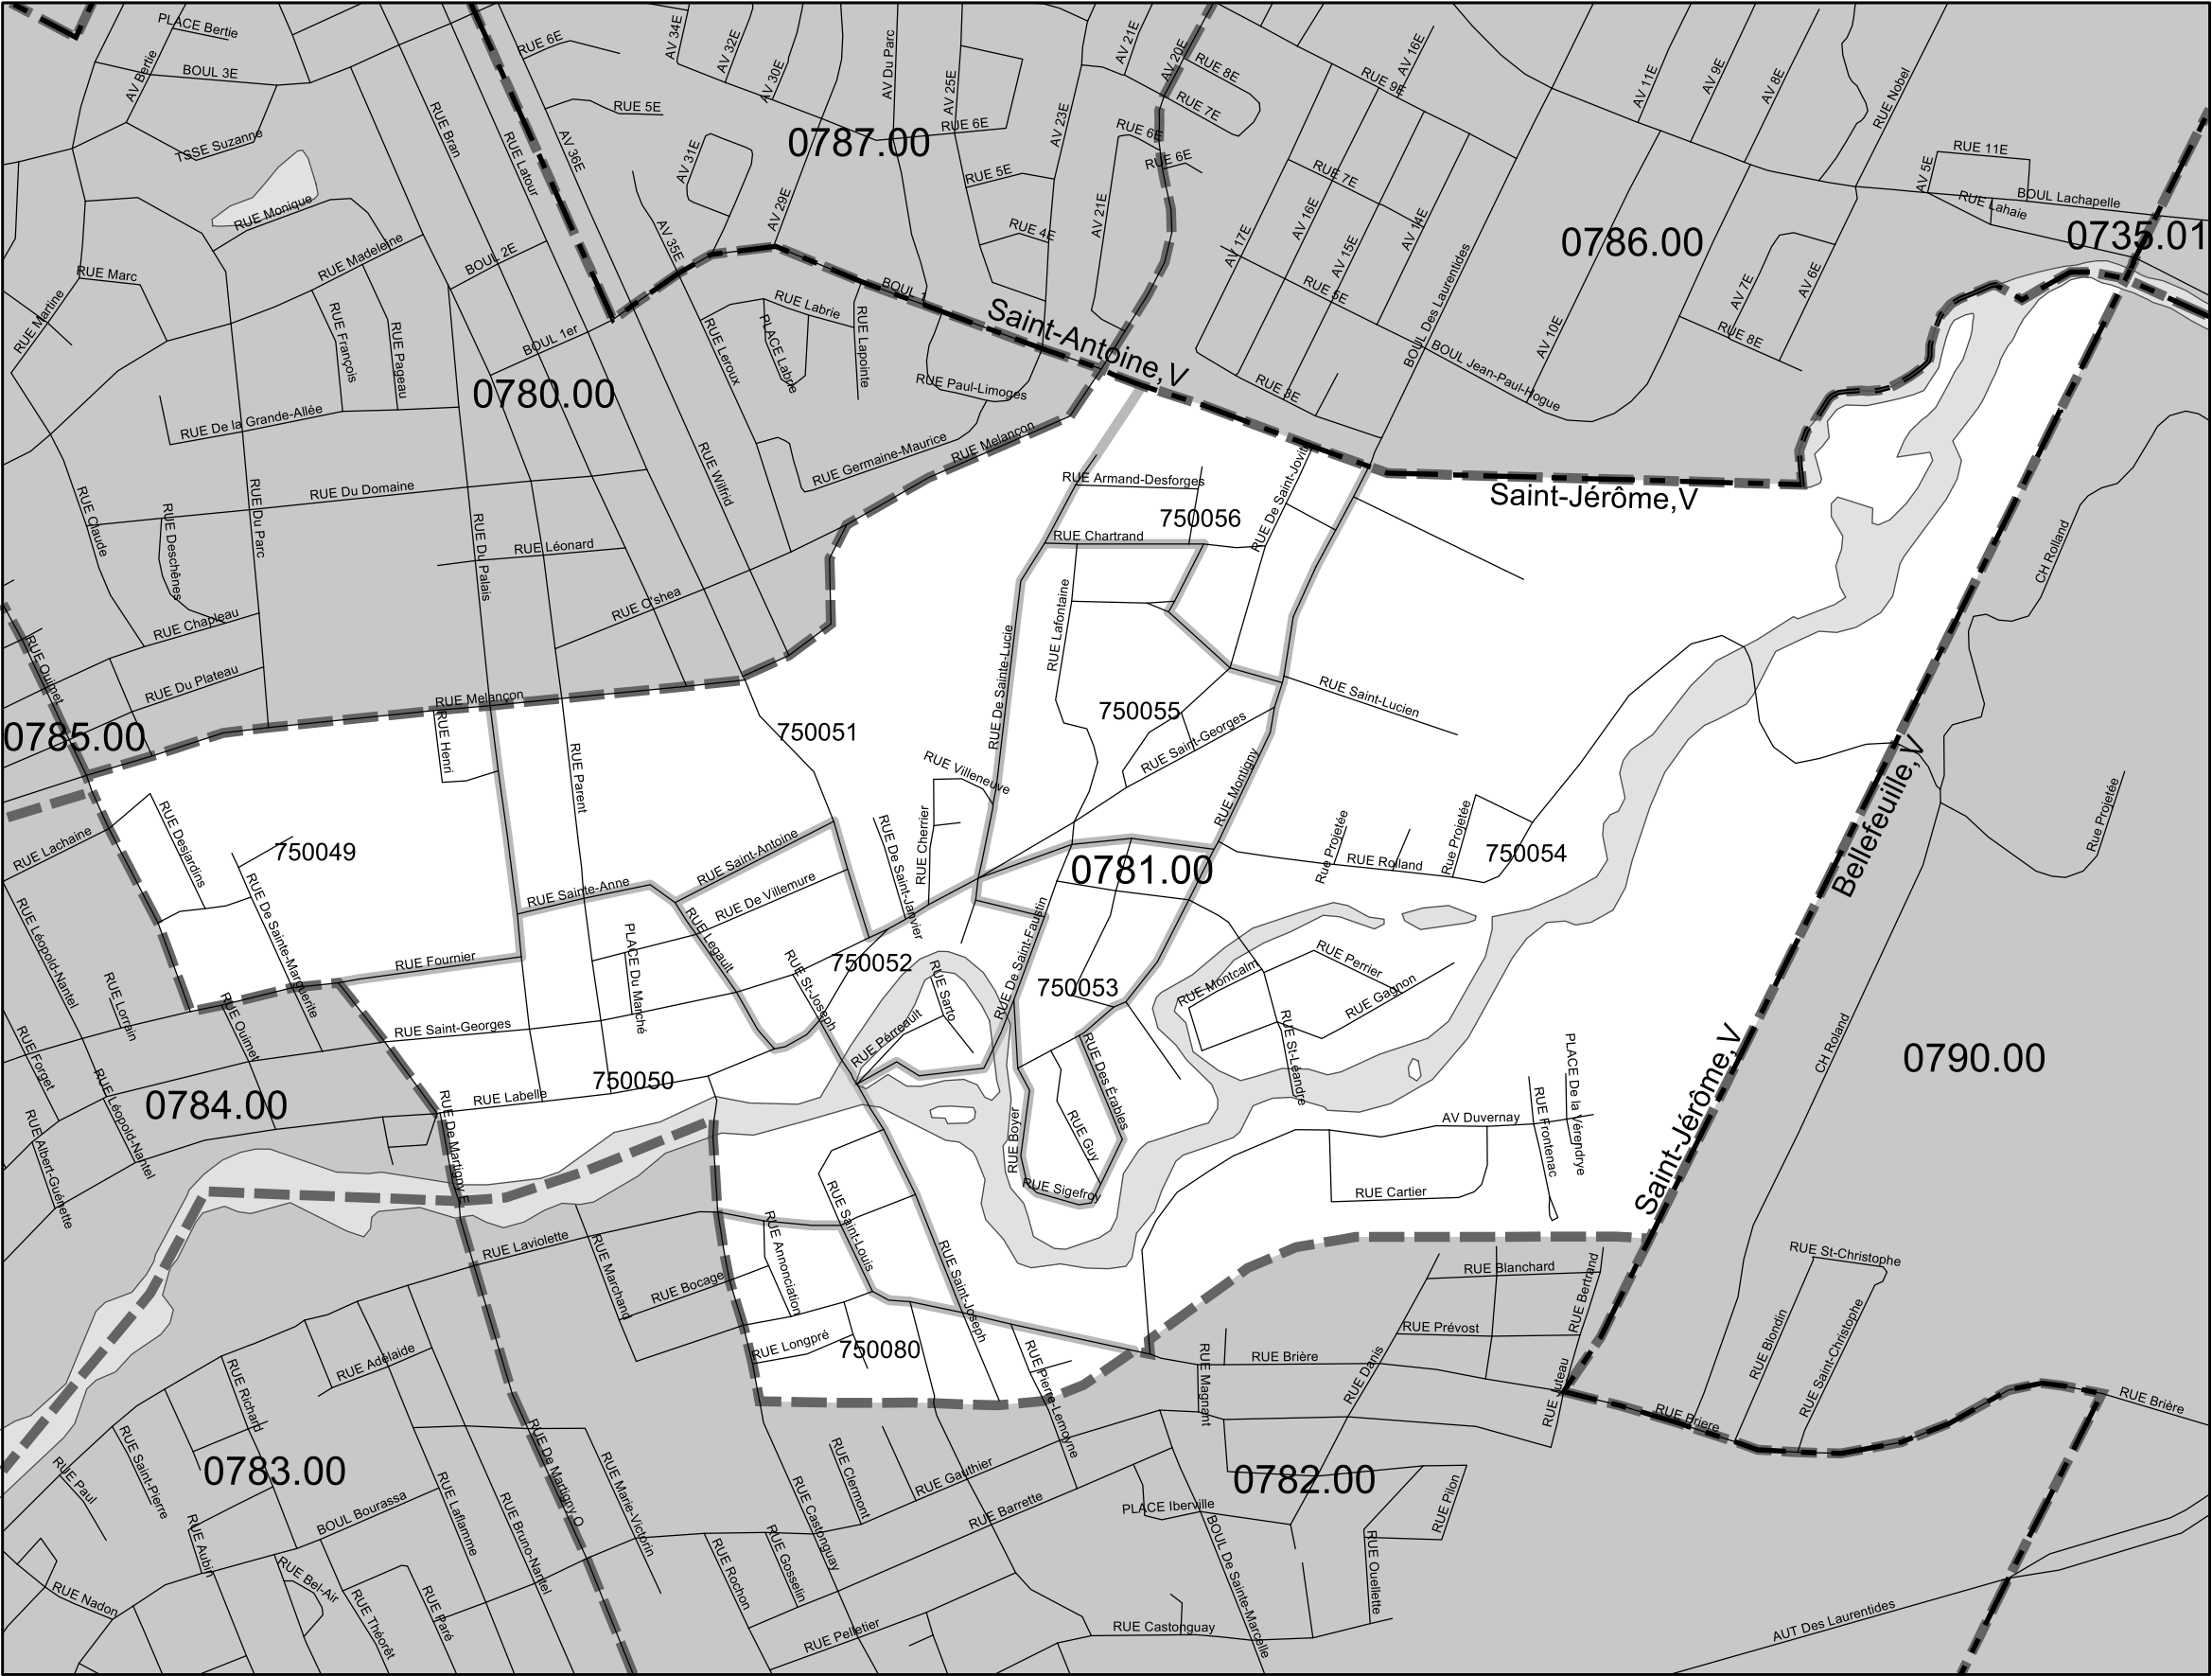 PLACE Bertie
AV Bertie
BOUL 3E
TSSE Suzanne
RUE Bran
RUE Latour
RUE 6E
RUE 5E
AV 36E
AV 34E
AV 32E
AV 30E
AV 31E
AV 29E
AV 35E
0787.00
AV Du Parc
AV 25E
RUE 6E
RUE 5E
RUE 4E
AV 23E
AV 21E
AV 20E
RUE 8E
RUE 7E
RUE 6E
RUE 6E
AV 21E
RUE 9E
AV 16E
AV 11E
AV 9E
AV 8E
RUE Nobel
RUE 11E
AV 5E
BOUL Lachapelle
RUE Lahaie
0735.01
0786.00
RUE 7E
AV 17E
AV 16E
AV 15E
AV 14E
RUE 5E
BOUL Des Laurentides
BOUL Jean-Paul-Hogue
AV 10E
AV 7E
AV 6E
RUE 8E
RUE 3E
RUE Monique
RUE Madeleine
BOUL 2E
RUE Marc
RUE Martine
RUE François
RUE Pageau
BOUL 1er
BOUL 1
RUE Labrie
PLACE Labrie
RUE Lapointe
RUE Leroux
RUE Paul-Limoges
Saint-Antoine,V
Saint-Jérôme,V
0780.00
RUE De la Grande-Allée
RUE Germaine-Maurice
RUE Melançon
RUE Wilfrid
RUE Du Domaine
RUE Claude
RUE Deschênes
RUE Du Parc
RUE Du Palais
RUE Léonard
RUE O'shea
RUE Chapleau
RUE Du Plateau
RUE Ouimet
0785.00
RUE Melançon
RUE Henri
RUE Parent
750051
RUE Armand-Desforges
750056
RUE De Saint-Jovite
RUE Chartrand
RUE Lafontaine
RUE De Sainte-Lucie
750055
RUE Saint-Georges
RUE Saint-Lucien
RUE Montigny
RUE Villeneuve
RUE Cherrier
RUE De Saint-Janvier
CH Rolland
Bellefeuille,V
Rue Projetée
Rue Projetée
Rue Projetée
RUE Rolland
750054
0781.00
RUE Lachaine
RUE Desjardins
750049
RUE De Sainte-Marguerite
RUE Sainte-Anne
RUE Saint-Antoine
RUE De Villemure
RUE Legault
PLACE Du Marché
RUE Fournier
RUE St-Joseph
750052
RUE Sarto
RUE Perreault
RUE De Saint-Faustin
750053
RUE Montcalm
RUE Perrier
RUE Gagnon
RUE St-Léandre
RUE Des Érables
RUE Guy
RUE Boyer
RUE Sigefroy
RUE Léopold-Nantel
RUE Lorrain
RUE Ouimet
RUE Forget
RUE Léopold-Nantel
RUE Albert-Guénette
0784.00
RUE Saint-Georges
750050
RUE Labelle
RUE De Martigny E
AV Duvernay
RUE Frontenac
PLACE De la Vérendrye
RUE Cartier
Saint-Jérôme,V
CH Rolland
0790.00
RUE Laviolette
RUE Marchand
RUE Bocage
RUE Annonciation
RUE Saint-Louis
RUE Saint-Joseph
RUE Longpré
750080
RUE Pierre-Lemoyne
RUE Blanchard
RUE Bertrand
RUE Prévost
RUE Brière
RUE Magnant
RUE Danis
RUE Juteau
RUE St-Christophe
RUE Blondin
RUE Saint-Christophe
RUE Briere
RUE Brière
RUE Adélaide
RUE Richard
0783.00
RUE Saint-Pierre
RUE Paul
RUE Aubin
BOUL Bourassa
RUE Laflamme
RUE Bruno-Nantel
RUE De Martigny O
RUE Marie-Victorin
RUE Nadon
RUE Bel-Air
RUE Théorêt
RUE Paré
RUE Rochon
RUE Gosselin
RUE Castonguay
RUE Clermont
RUE Gauthier
RUE Barrette
RUE Pelletier
0782.00
PLACE Iberville
BOUL De Sainte-Marcelle
RUE Ouellette
RUE Pilon
RUE Castonguay
AUT Des Laurentides